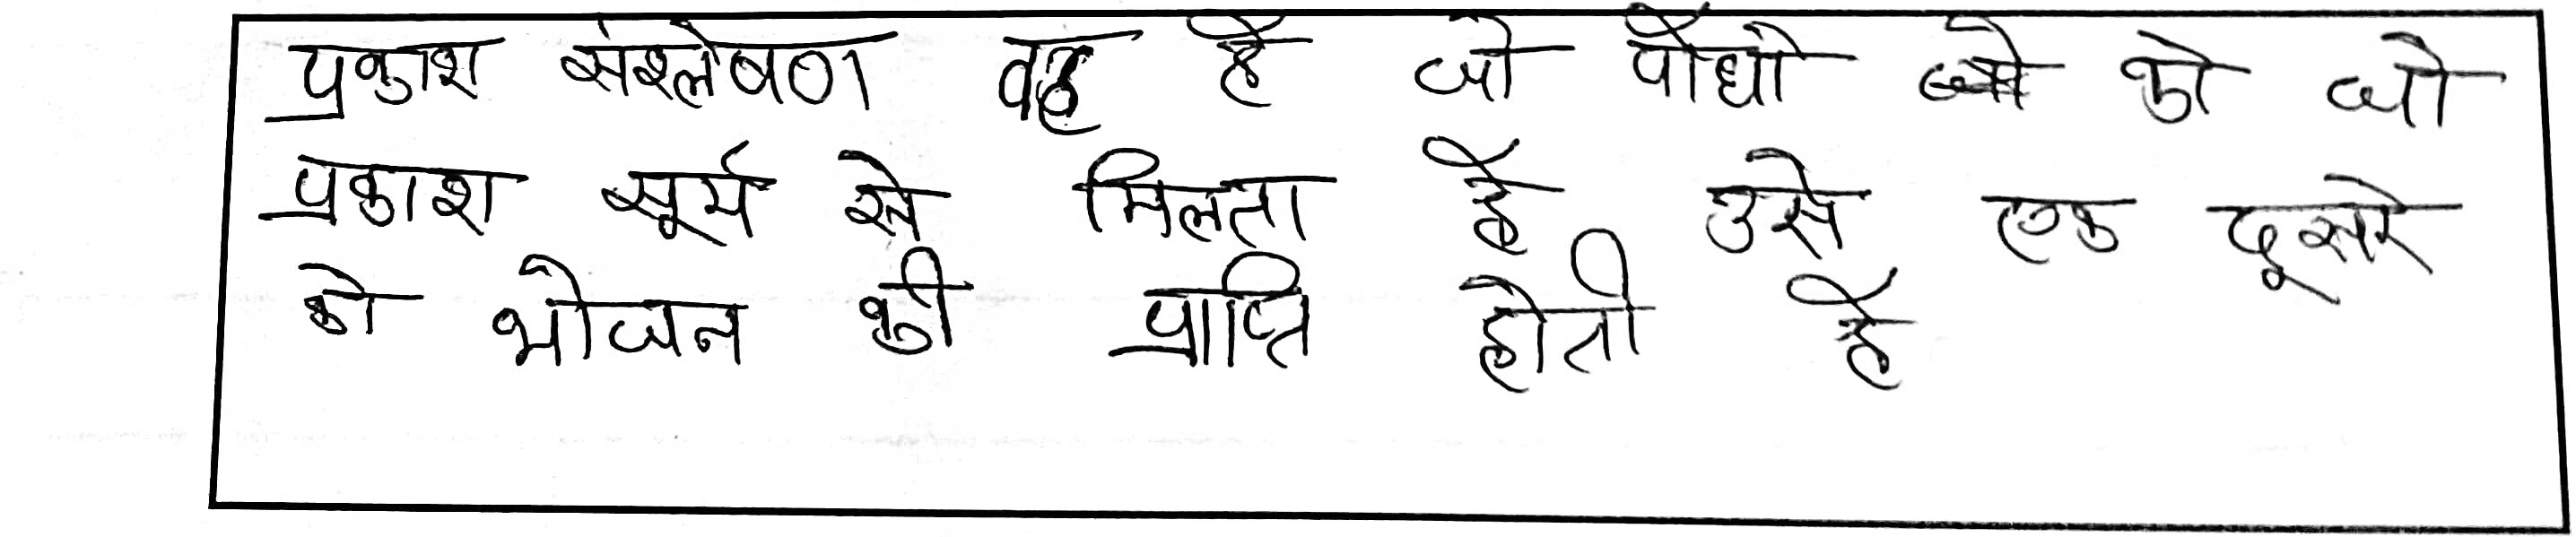 प्रकाश संश्लेषण वह है जो पौधों को जो
प्रकाश सूर्य से मिलता है उसे एक दूसरे
को भोजन की प्राप्ति होती है